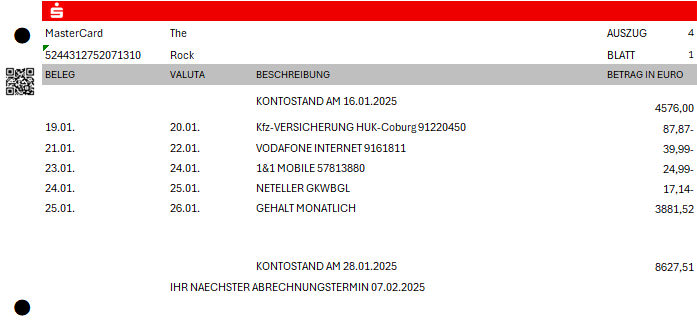 MasterCard The AUSZUG 4
5244312752071310 Rock BLATT 1
BELEG VALUTA BESCHREIBUNG BETRAG IN EURO
KONTOSTAND AM 16.01.2025 4576,00
19.01. 20.01. Kfz-VERSICHERUNG HUK-Coburg 91220450 87,87-
21.01. 22.01. VODAFONE INTERNET 9161811 39,99-
23.01. 24.01. 1&1 MOBILE 57813880 24,99-
24.01. 25.01. NETELLER GKWBGL 17,14-
25.01. 26.01. GEHALT MONATLICH 3881,52
KONTOSTAND AM 28.01.2025 8627,51
IHR NAECHSTER ABRECHNUNGSTERMIN 07.02.2025